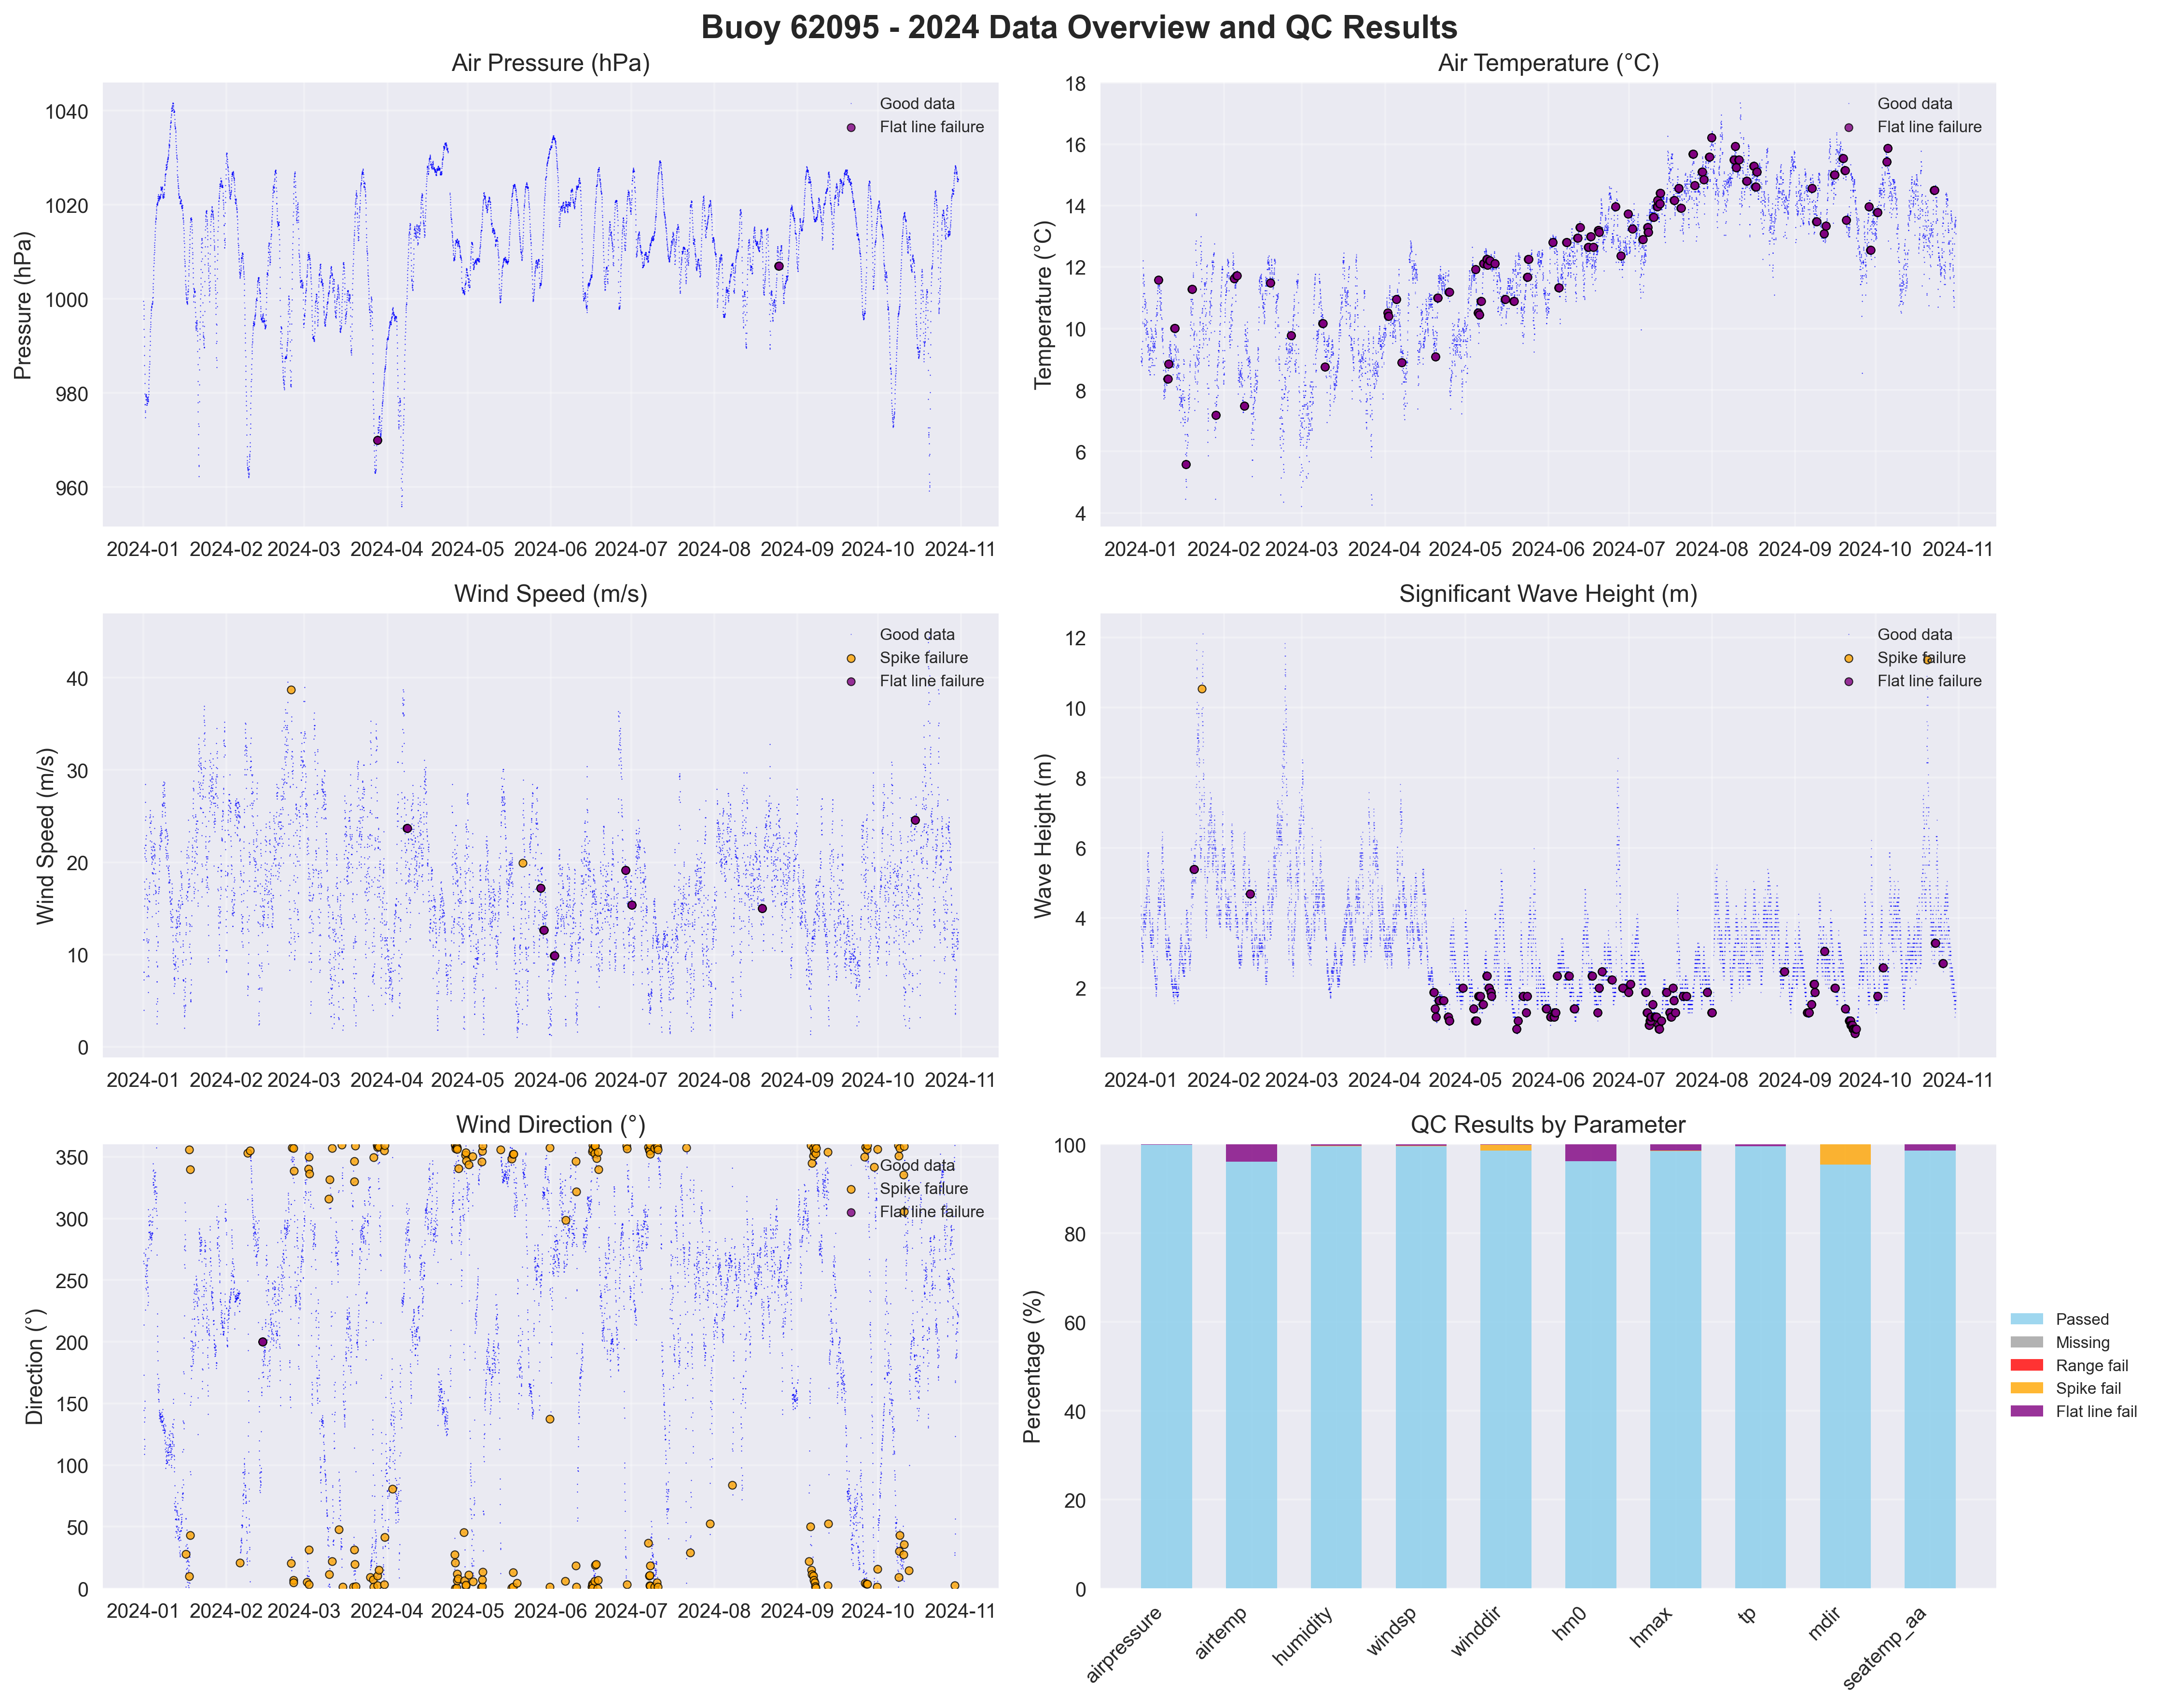 Buoy 62095 - 2024 Data Overview and QC Results
Air Pressure (hPa)
Pressure (hPa)
1040
1020
1000
980
960
Good data
Flat line failure
2024-01 2024-02 2024-03 2024-04 2024-05 2024-06 2024-07 2024-08 2024-09 2024-10 2024-11
Air Temperature (°C)
Temperature (°C)
18
16
14
12
10
8
6
4
Good data
Flat line failure
2024-01 2024-02 2024-03 2024-04 2024-05 2024-06 2024-07 2024-08 2024-09 2024-10 2024-11
Wind Speed (m/s)
Wind Speed (m/s)
40
30
20
10
0
Good data
Spike failure
Flat line failure
2024-01 2024-02 2024-03 2024-04 2024-05 2024-06 2024-07 2024-08 2024-09 2024-10 2024-11
Significant Wave Height (m)
Wave Height (m)
12
10
8
6
4
2
Good data
Spike failure
Flat line failure
2024-01 2024-02 2024-03 2024-04 2024-05 2024-06 2024-07 2024-08 2024-09 2024-10 2024-11
Wind Direction (°)
Direction (°)
350
300
250
200
150
100
50
0
Good data
Spike failure
Flat line failure
2024-01 2024-02 2024-03 2024-04 2024-05 2024-06 2024-07 2024-08 2024-09 2024-10 2024-11
QC Results by Parameter
Percentage (%)
100
80
60
40
20
0
airpressure
airtemp
humidity
windsp
winddir
hm0
hmax
tp
mdir
seatemp_aa
Passed
Missing
Range fail
Spike fail
Flat line fail